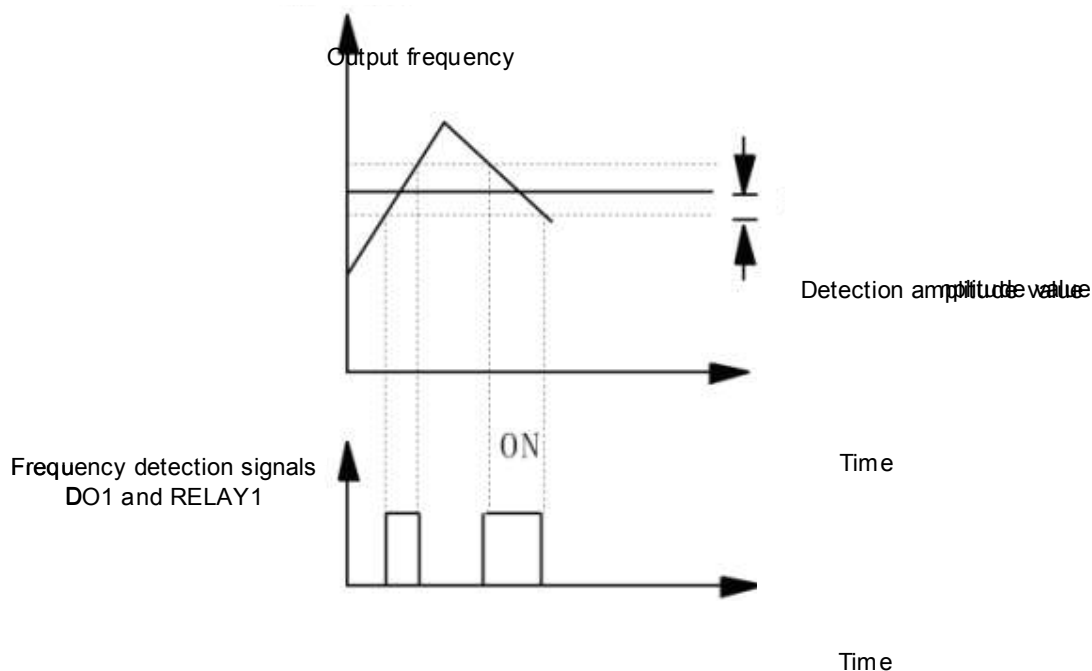 Output frequency
Detection amplitude value
ON
Time
Frequency detection signals
DO1 and RELAY1
Time